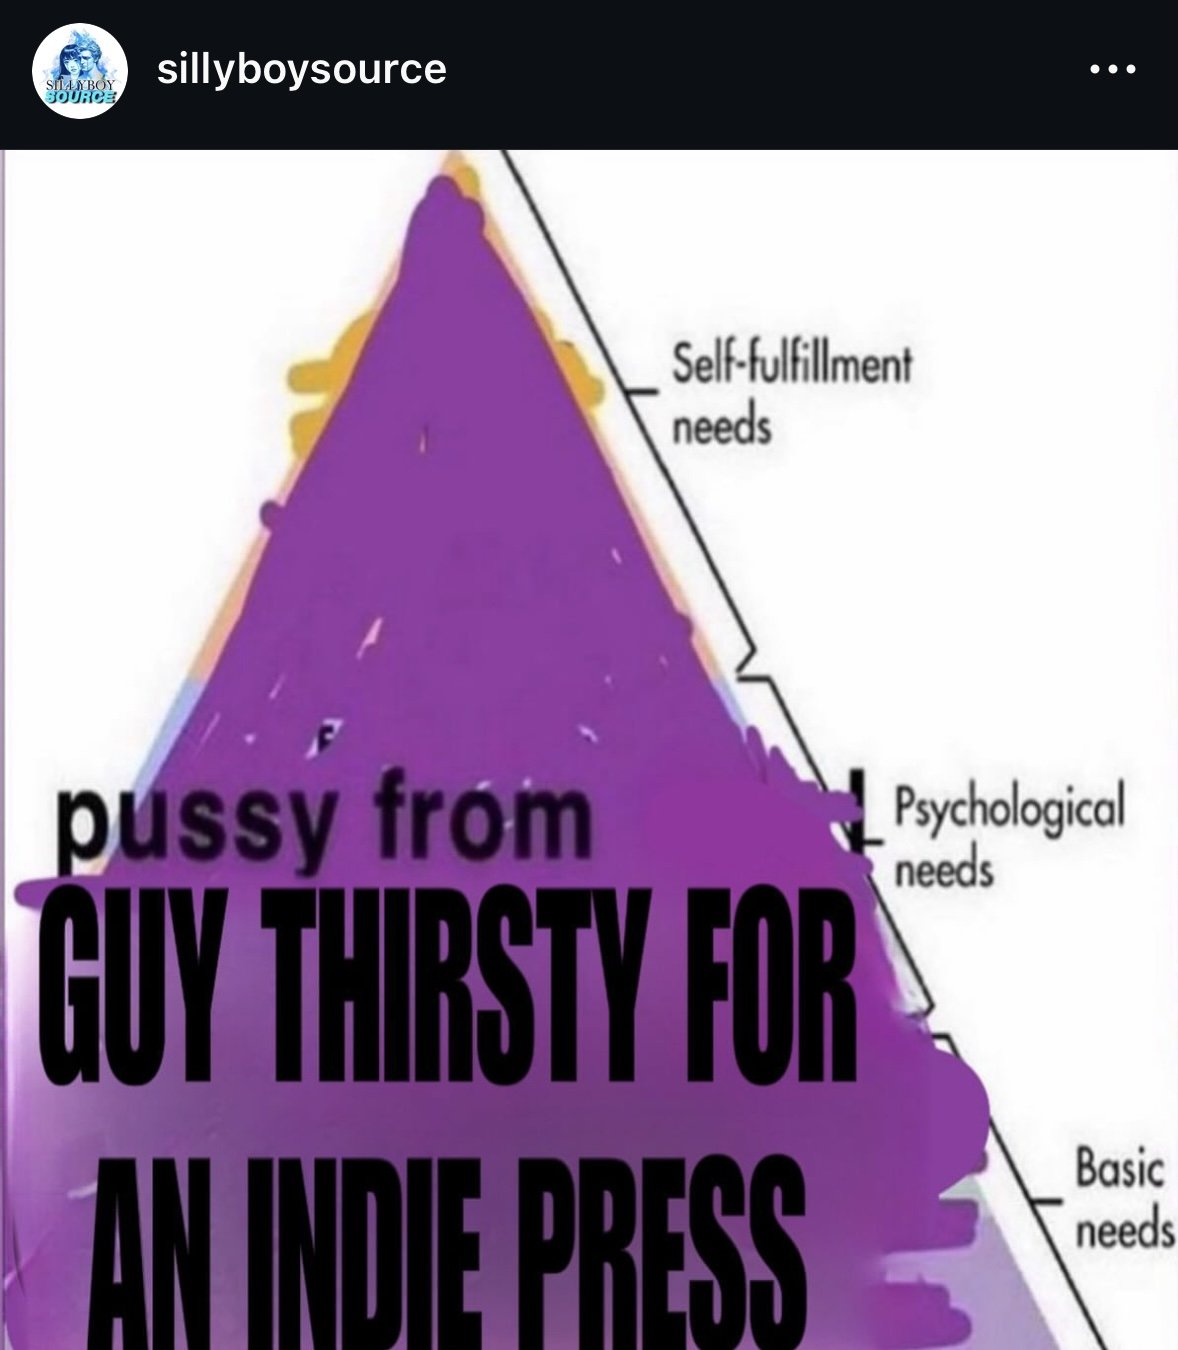 SILLYBOY
SOURCE
sillyboysource
Self-fulfillment
needs
F
pussy from
Psychological
needs
GUY THIRSTY FOR
AN INDIE PRESS
Basic
needs